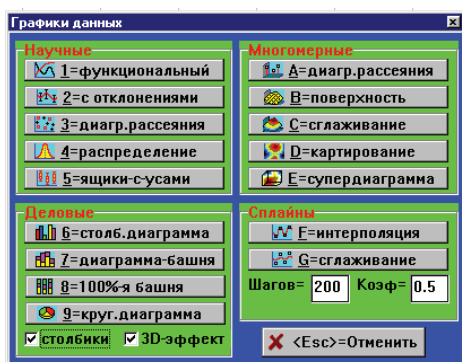 Графики данных
Научные
1=функциональный
2=с отклонениями
3=диагр.рассеяния
4=распределение
5=ящики-с-усами
Многомерные
A=диагр.рассеяния
B=поверхность
C=сглаживание
D=картирование
E=супердиаграмма
Деловые
6=столб.диаграмма
7=диаграмма-башня
8=100%-я башня
9=круг.диаграмма
столбики 3D-эффект
Сплайны
F=интерполяция
G=сглаживание
Шагов= 200 Коэф= 0.5
<Esc>=Отменить